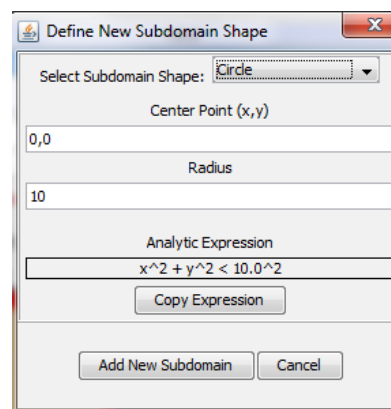 Define New Subdomain Shape
Select Subdomain Shape: Circle
Center Point (x,y)
0,0
Radius
10
Analytic Expression
x^2 + y^2 < 10.0^2
Copy Expression
Add New Subdomain Cancel